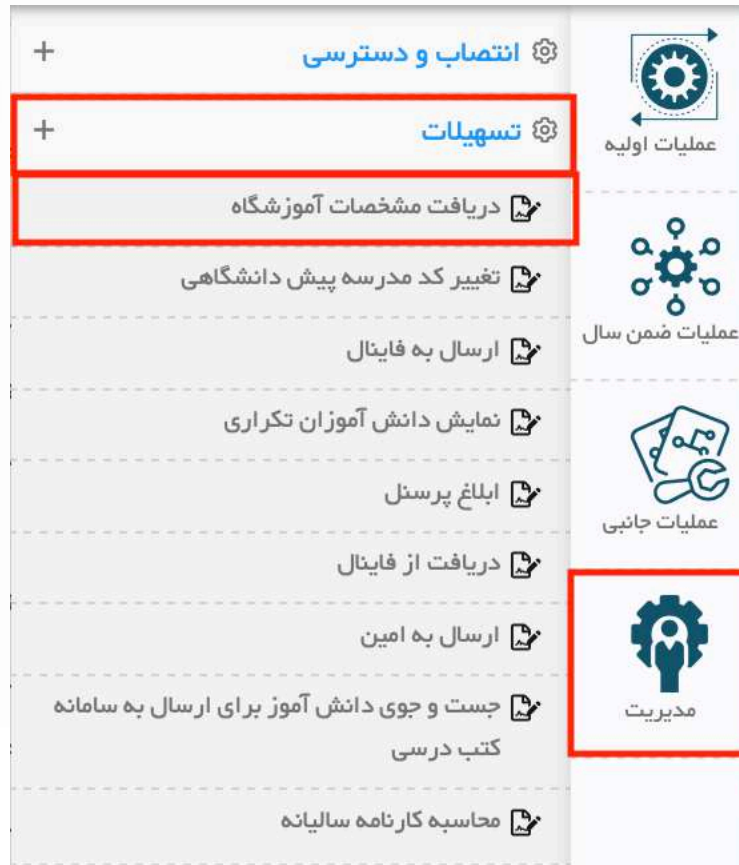 عملیات اولیه
عملیات ضمن سال
عملیات جانبی
مدیریت
انتصاب و دسترسی +
تسهیلات +
دریافت مشخصات آموزشگاه
تغییر کد مدرسه پیش دانشگاهی
ارسال به فاینال
نمایش دانش آموزان تکراری
ابلاغ پرسنل
دریافت از فاینال
ارسال به امین
جست و جوی دانش آموز برای ارسال به سامانه
کتب درسی
محاسبه کارنامه سالیانه